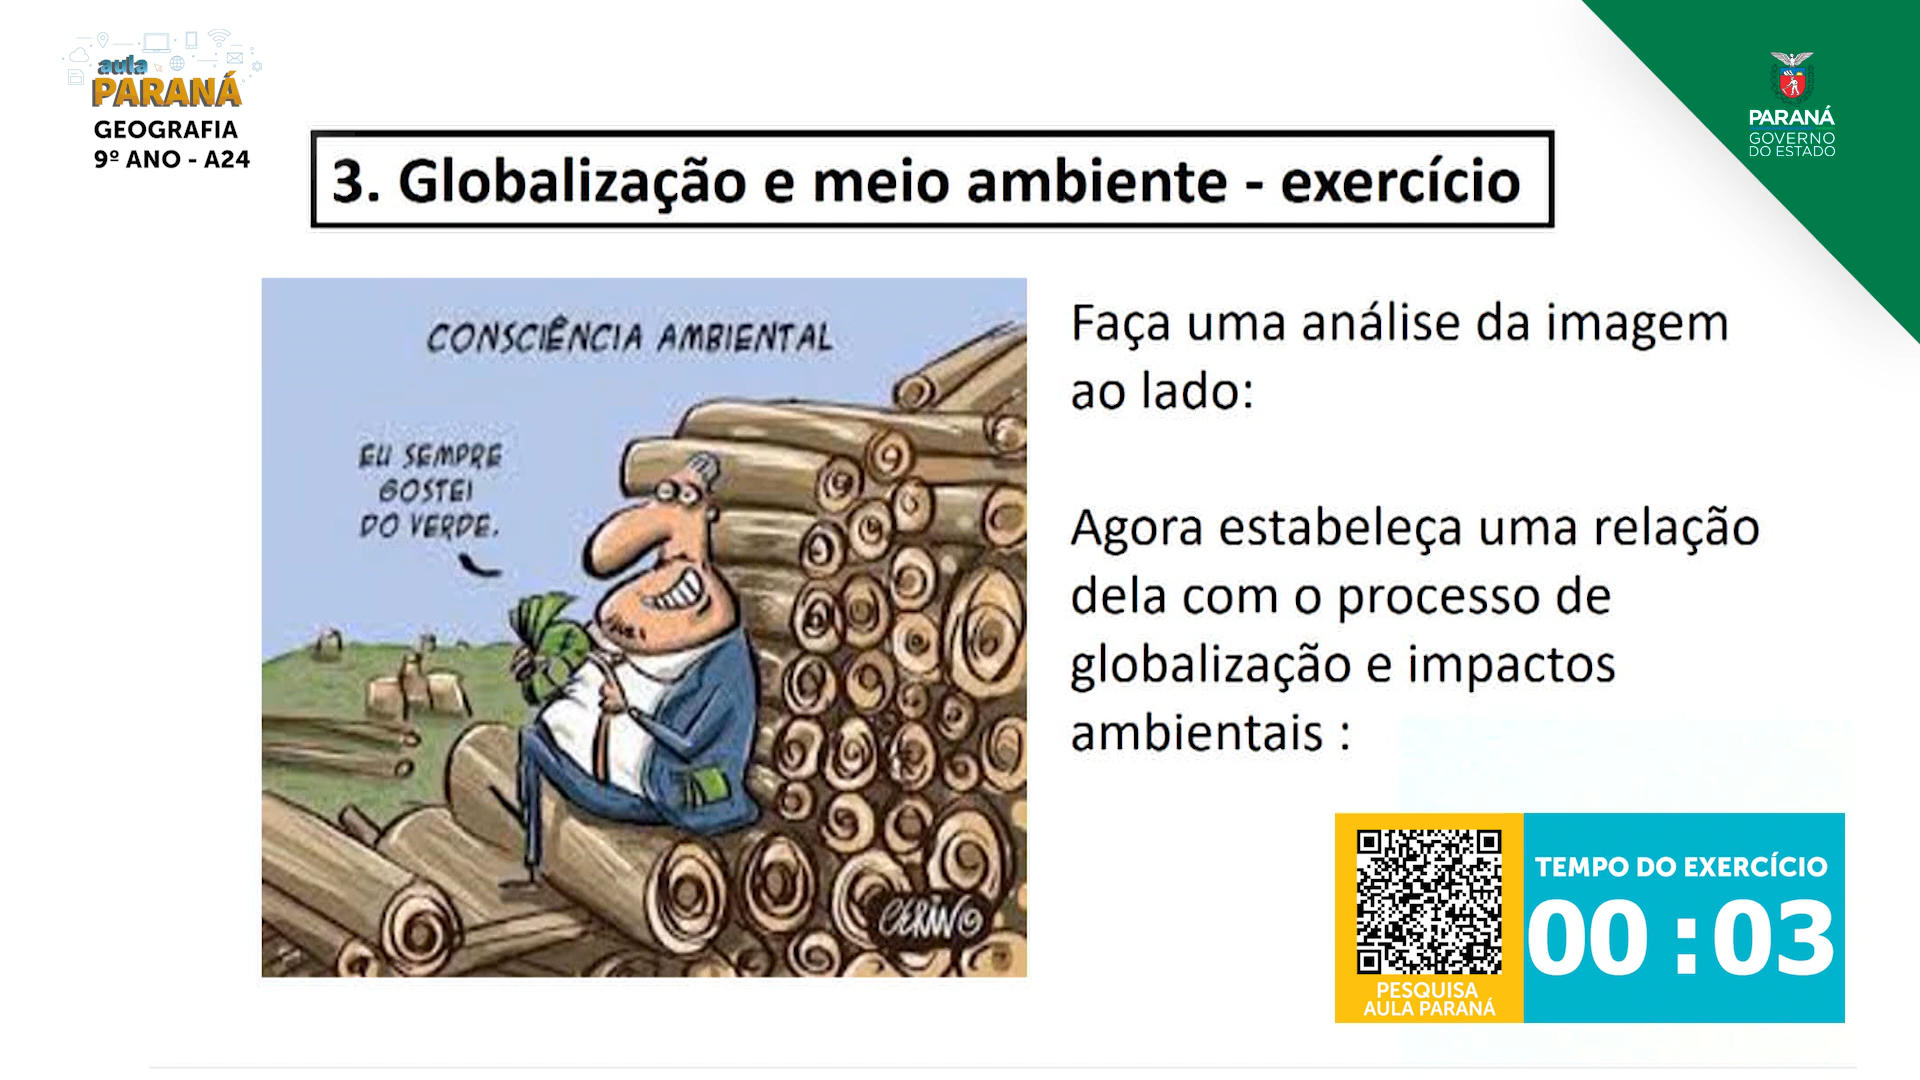 aula
PARANÁ
GEOGRAFIA
9º ANO - A24
PARANÁ
GOVERNO
DO ESTADO
3. Globalização e meio ambiente - exercício
CONSCIÊNCIA AMBIENTAL
EU SEMPRE
GOSTEI
DO VERDE.
Faça uma análise da imagem
ao lado:
Agora estabeleça uma relação
dela com o processo de
globalização e impactos
ambientais :
TEMPO DO EXERCÍCIO
00 : 03
PESQUISA
AULA PARANÁ